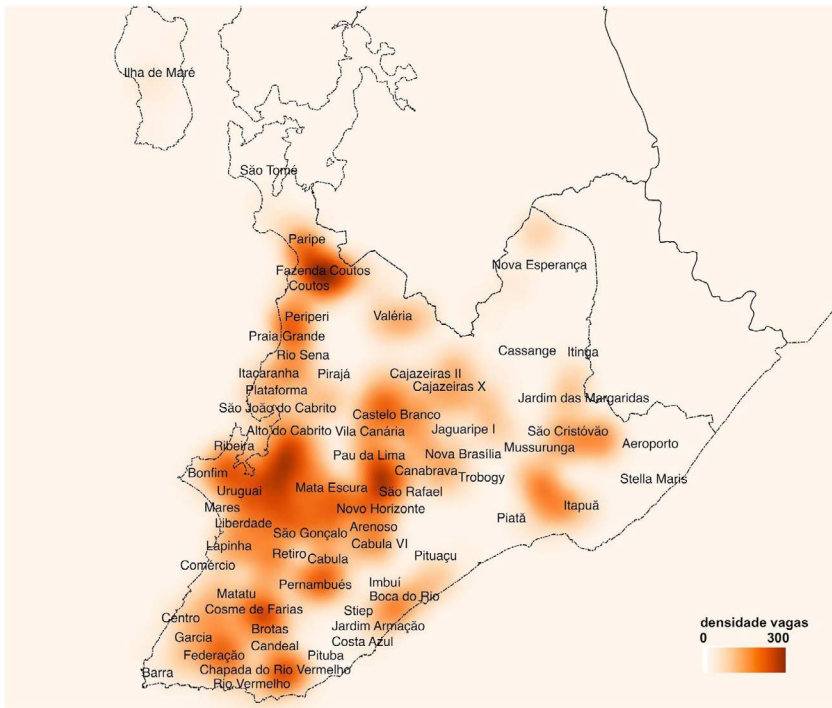 Ilha de Maré
São Tomé
Paripe
Nova Esperança
Fazenda Coutos
Coutos
Periperi
Valéria
Praia Grande
Rio Sena
Cassange
Itinga
Itacaranha
Pirajá
Cajazeiras II
Cajazeiras X
Plataforma
Jardim das Margaridas
São João do Cabrito
Castelo Branco
Alto do Cabrito
Vila Canária
Jaguaripe I
São Cristóvão
Ribeira
Aeroporto
Mussurunga
Pau da Lima
Nova Brasília
Bonfim
Canabrava
Trobogy
Stella Maris
Uruguai
Mata Escura
São Rafael
Mares
Novo Horizonte
Itapuã
Piatã
Liberdade
São Gonçalo
Arenoso
Lapinha
Retiro
Cabula
Cabula VI
Pituaçu
Comércio
Pernambués
Imbuí
Matatu
Boca do Rio
Cosme de Farias
Stiep
Centro
Jardim Armação
Garcia
Brotas
Costa Azul
Candeal
Federação
Pituba
Barra
Chapada do Rio Vermelho
Rio Vermelho
densidade vagas
0 300